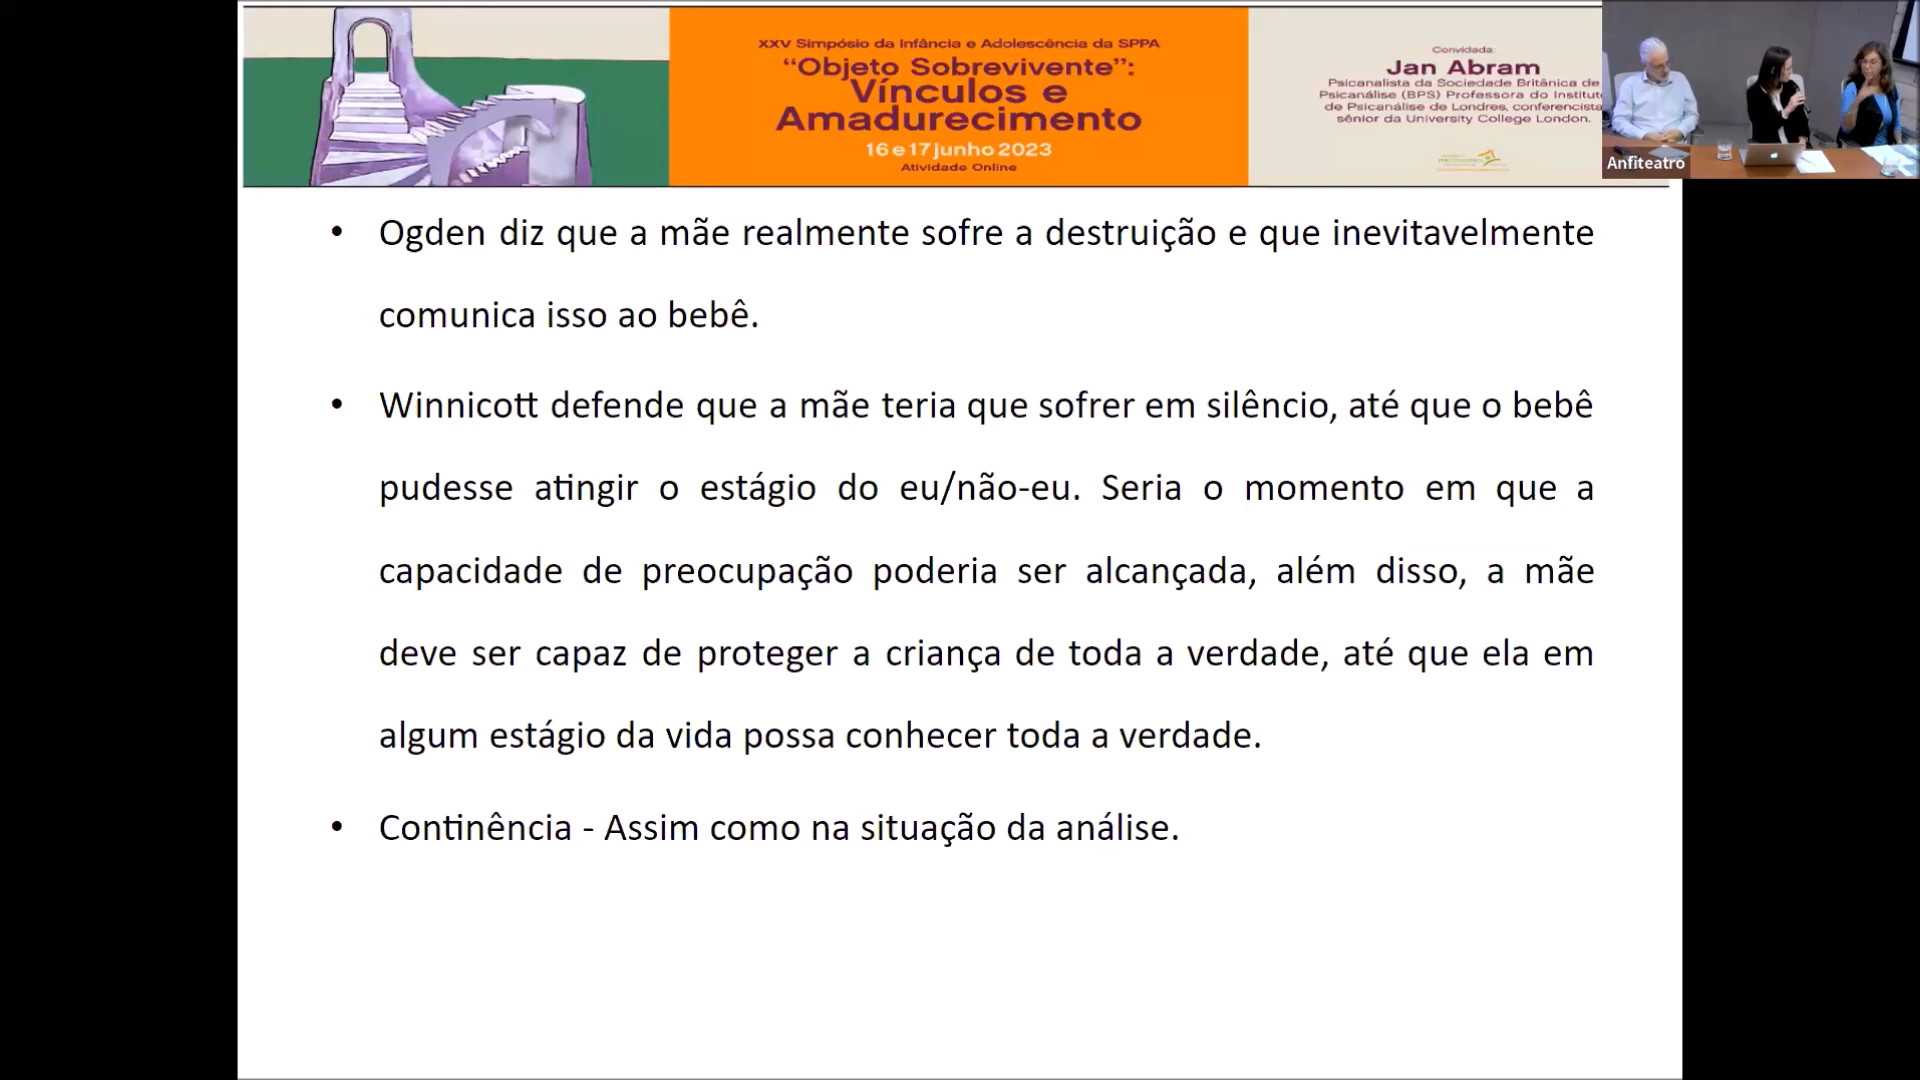 XXV Simpósio da Infância e Adolescência da SPPA
“Objeto Sobrevivente”:
Vínculos e
Amadurecimento
16 e 17 junho 2023
Atividade Online
Convidada:
Jan Abram
Psicanalista da Sociedade Britânica de
Psicanálise (BPS) Professora do Institut
de Psicanálise de Londres, conferencista
sênior da University College London.
Anfiteatro
• Ogden diz que a mãe realmente sofre a destruição e que inevitavelmente
comunica isso ao bebê.
• Winnicott defende que a mãe teria que sofrer em silêncio, até que o bebê
pudesse atingir o estágio do eu/não-eu. Seria o momento em que a
capacidade de preocupação poderia ser alcançada, além disso, a mãe
deve ser capaz de proteger a criança de toda a verdade, até que ela em
algum estágio da vida possa conhecer toda a verdade.
• Continência - Assim como na situação da análise.